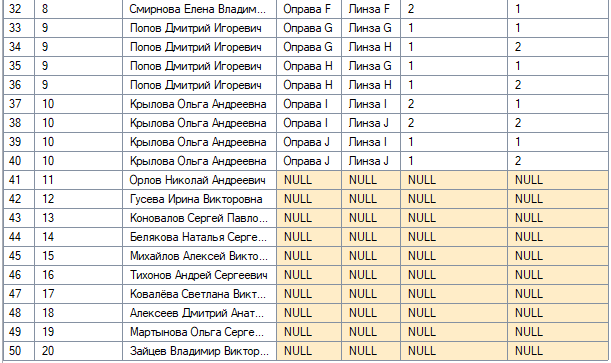 32 8 Смирнова Елена Владим... Оправа F Линза F 2 1
33 9 Попов Дмитрий Игоревич Оправа G Линза G 1 1
34 9 Попов Дмитрий Игоревич Оправа G Линза H 1 2
35 9 Попов Дмитрий Игоревич Оправа H Линза G 1 1
36 9 Попов Дмитрий Игоревич Оправа H Линза H 1 2
37 10 Крылова Ольга Андреевна Оправа I Линза I 2 1
38 10 Крылова Ольга Андреевна Оправа I Линза J 2 2
39 10 Крылова Ольга Андреевна Оправа J Линза I 1 1
40 10 Крылова Ольга Андреевна Оправа J Линза J 1 2
41 11 Орлов Николай Андреевич NULL NULL NULL NULL
42 12 Гусева Ирина Викторовна NULL NULL NULL NULL
43 13 Коновалов Сергей Павло... NULL NULL NULL NULL
44 14 Белякова Наталья Серге... NULL NULL NULL NULL
45 15 Михайлов Алексей Викто... NULL NULL NULL NULL
46 16 Тихонов Андрей Сергеевич NULL NULL NULL NULL
47 17 Ковалёва Светлана Викт... NULL NULL NULL NULL
48 18 Алексеев Дмитрий Анат... NULL NULL NULL NULL
49 19 Мартынова Ольга Серге... NULL NULL NULL NULL
50 20 Зайцев Владимир Виктор... NULL NULL NULL NULL